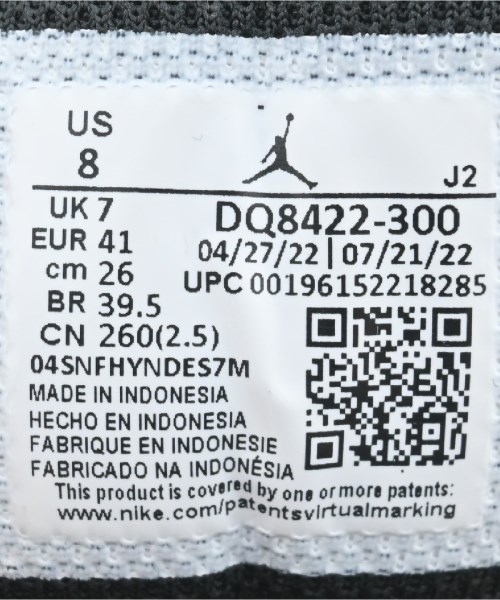 US
8
J2
UK 7
EUR 41
cm 26
BR 39.5
CN 260(2.5)
DQ8422-300
04/27/22 | 07/21/22
UPC 00196152218285
04SNFHYNDES7M
MADE IN INDONESIA
HECHO EN INDONESIA
FABRIQUE EN INDONESIE
FABRICADO NA INDONÉSIA
This product is covered by one or more patents:
www.nike.com/patentsvirtualmarking